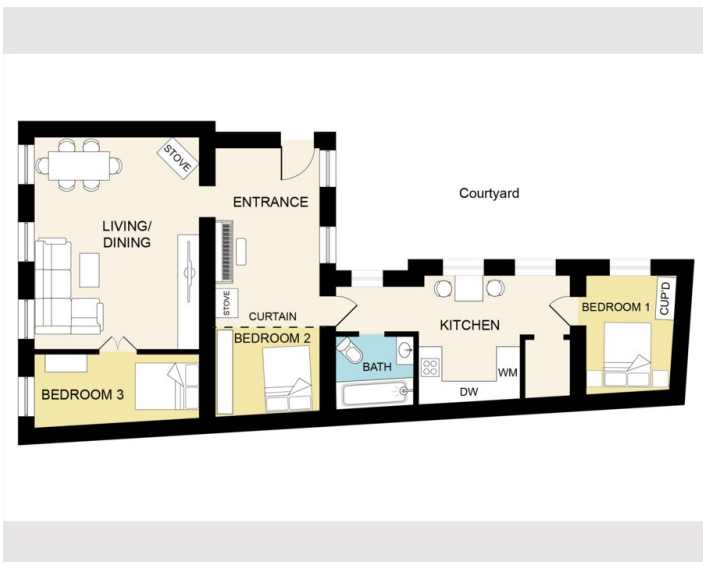 STOVE
ENTRANCE
Courtyard
LIVING/
DINING
STOVE
CURTAIN
BEDROOM 1
CUP'D
KITCHEN
BEDROOM 2
BATH
WM
DW
BEDROOM 3